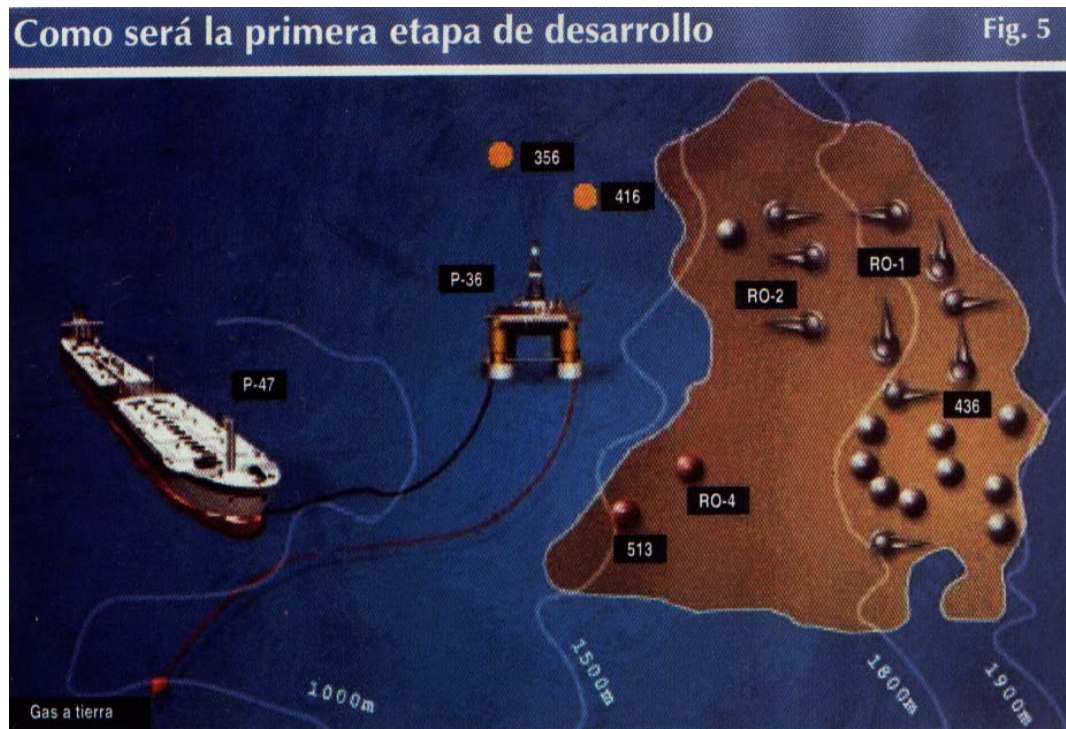 Como será la primera etapa de desarrollo
Fig. 5
356
416
P-36
RO-1
RO-2
P-47
436
RO-4
513
1000m
1500m
1800m
1900m
Gas a tierra